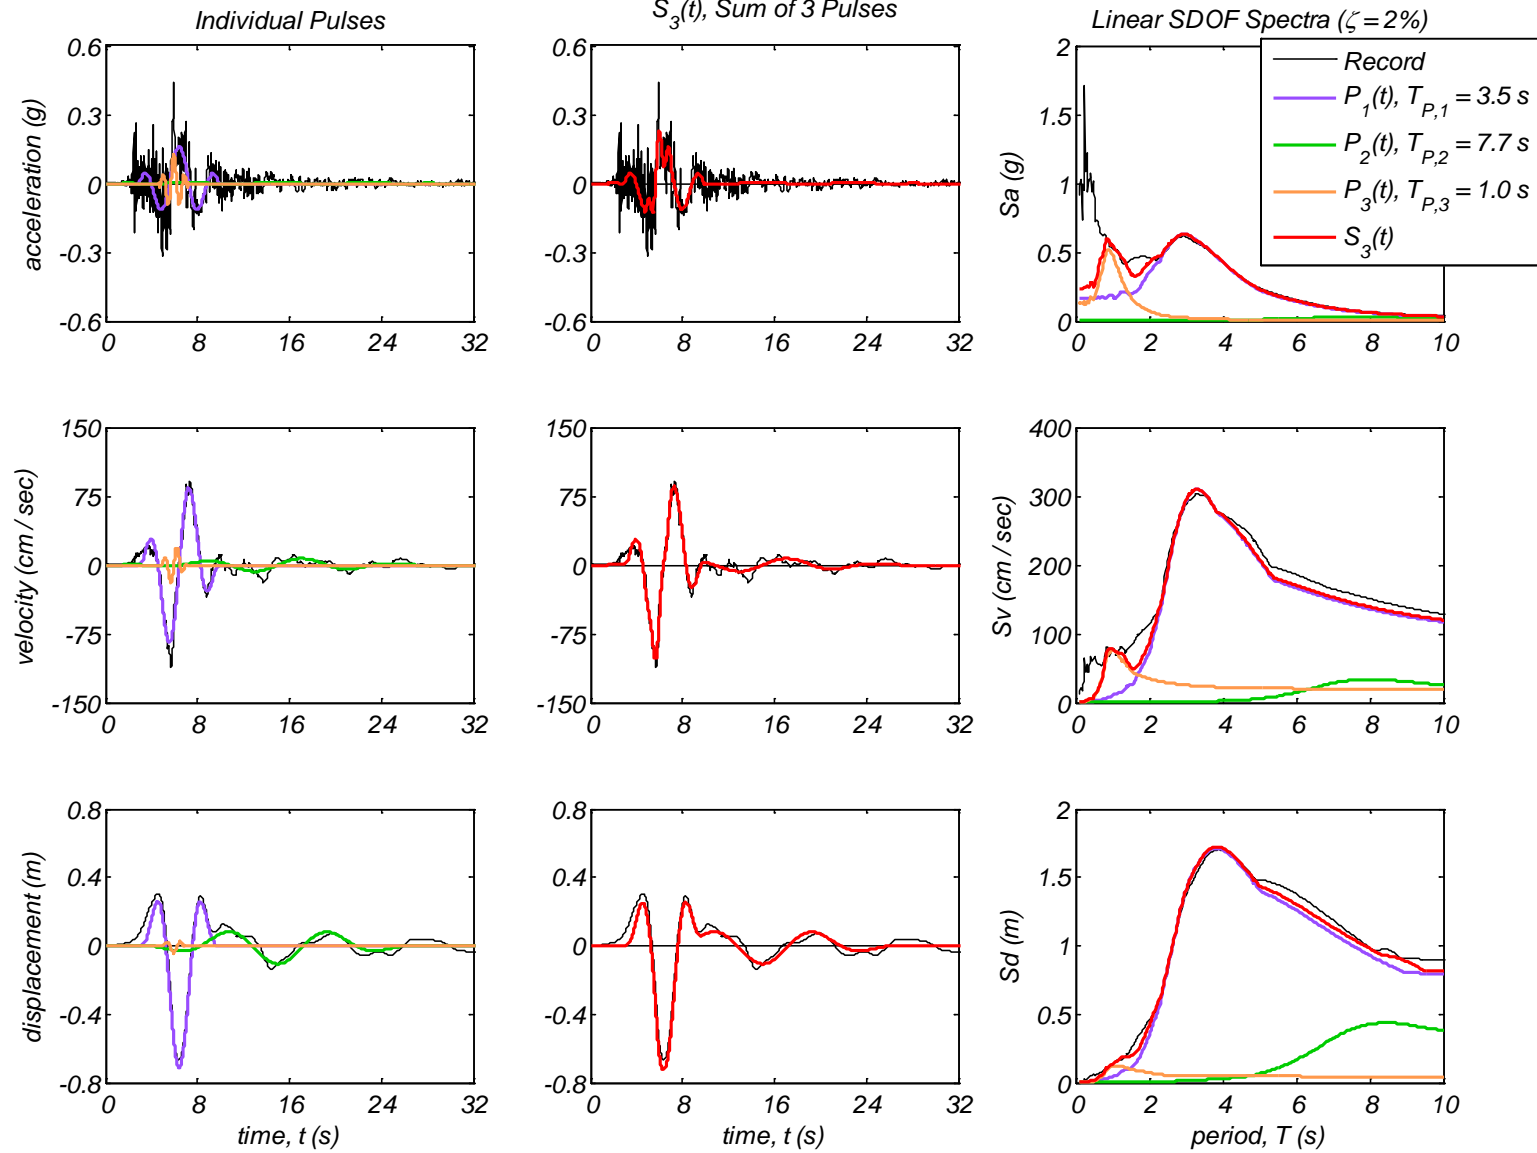 Individual Pulses
S3(t), Sum of 3 Pulses
Linear SDOF Spectra (ζ = 2%)
acceleration (g)
0.6
0.3
0
-0.3
-0.6
0 8 16 24 32
0.6
0.3
0
-0.3
-0.6
0 8 16 24 32
Sa (g)
2
1.5
1
0.5
0
0 2 4 6 8 10
Record
P1(t), TP,1 = 3.5 s
P2(t), TP,2 = 7.7 s
P3(t), TP,3 = 1.0 s
S3(t)
velocity (cm / sec)
150
75
0
-75
-150
0 8 16 24 32
150
75
0
-75
-150
0 8 16 24 32
Sv (cm / sec)
400
300
200
100
0
0 2 4 6 8 10
displacement (m)
0.8
0.4
0
-0.4
-0.8
0 8 16 24 32
time, t (s)
0.8
0.4
0
-0.4
-0.8
0 8 16 24 32
time, t (s)
Sd (m)
2
1.5
1
0.5
0
0 2 4 6 8 10
period, T (s)